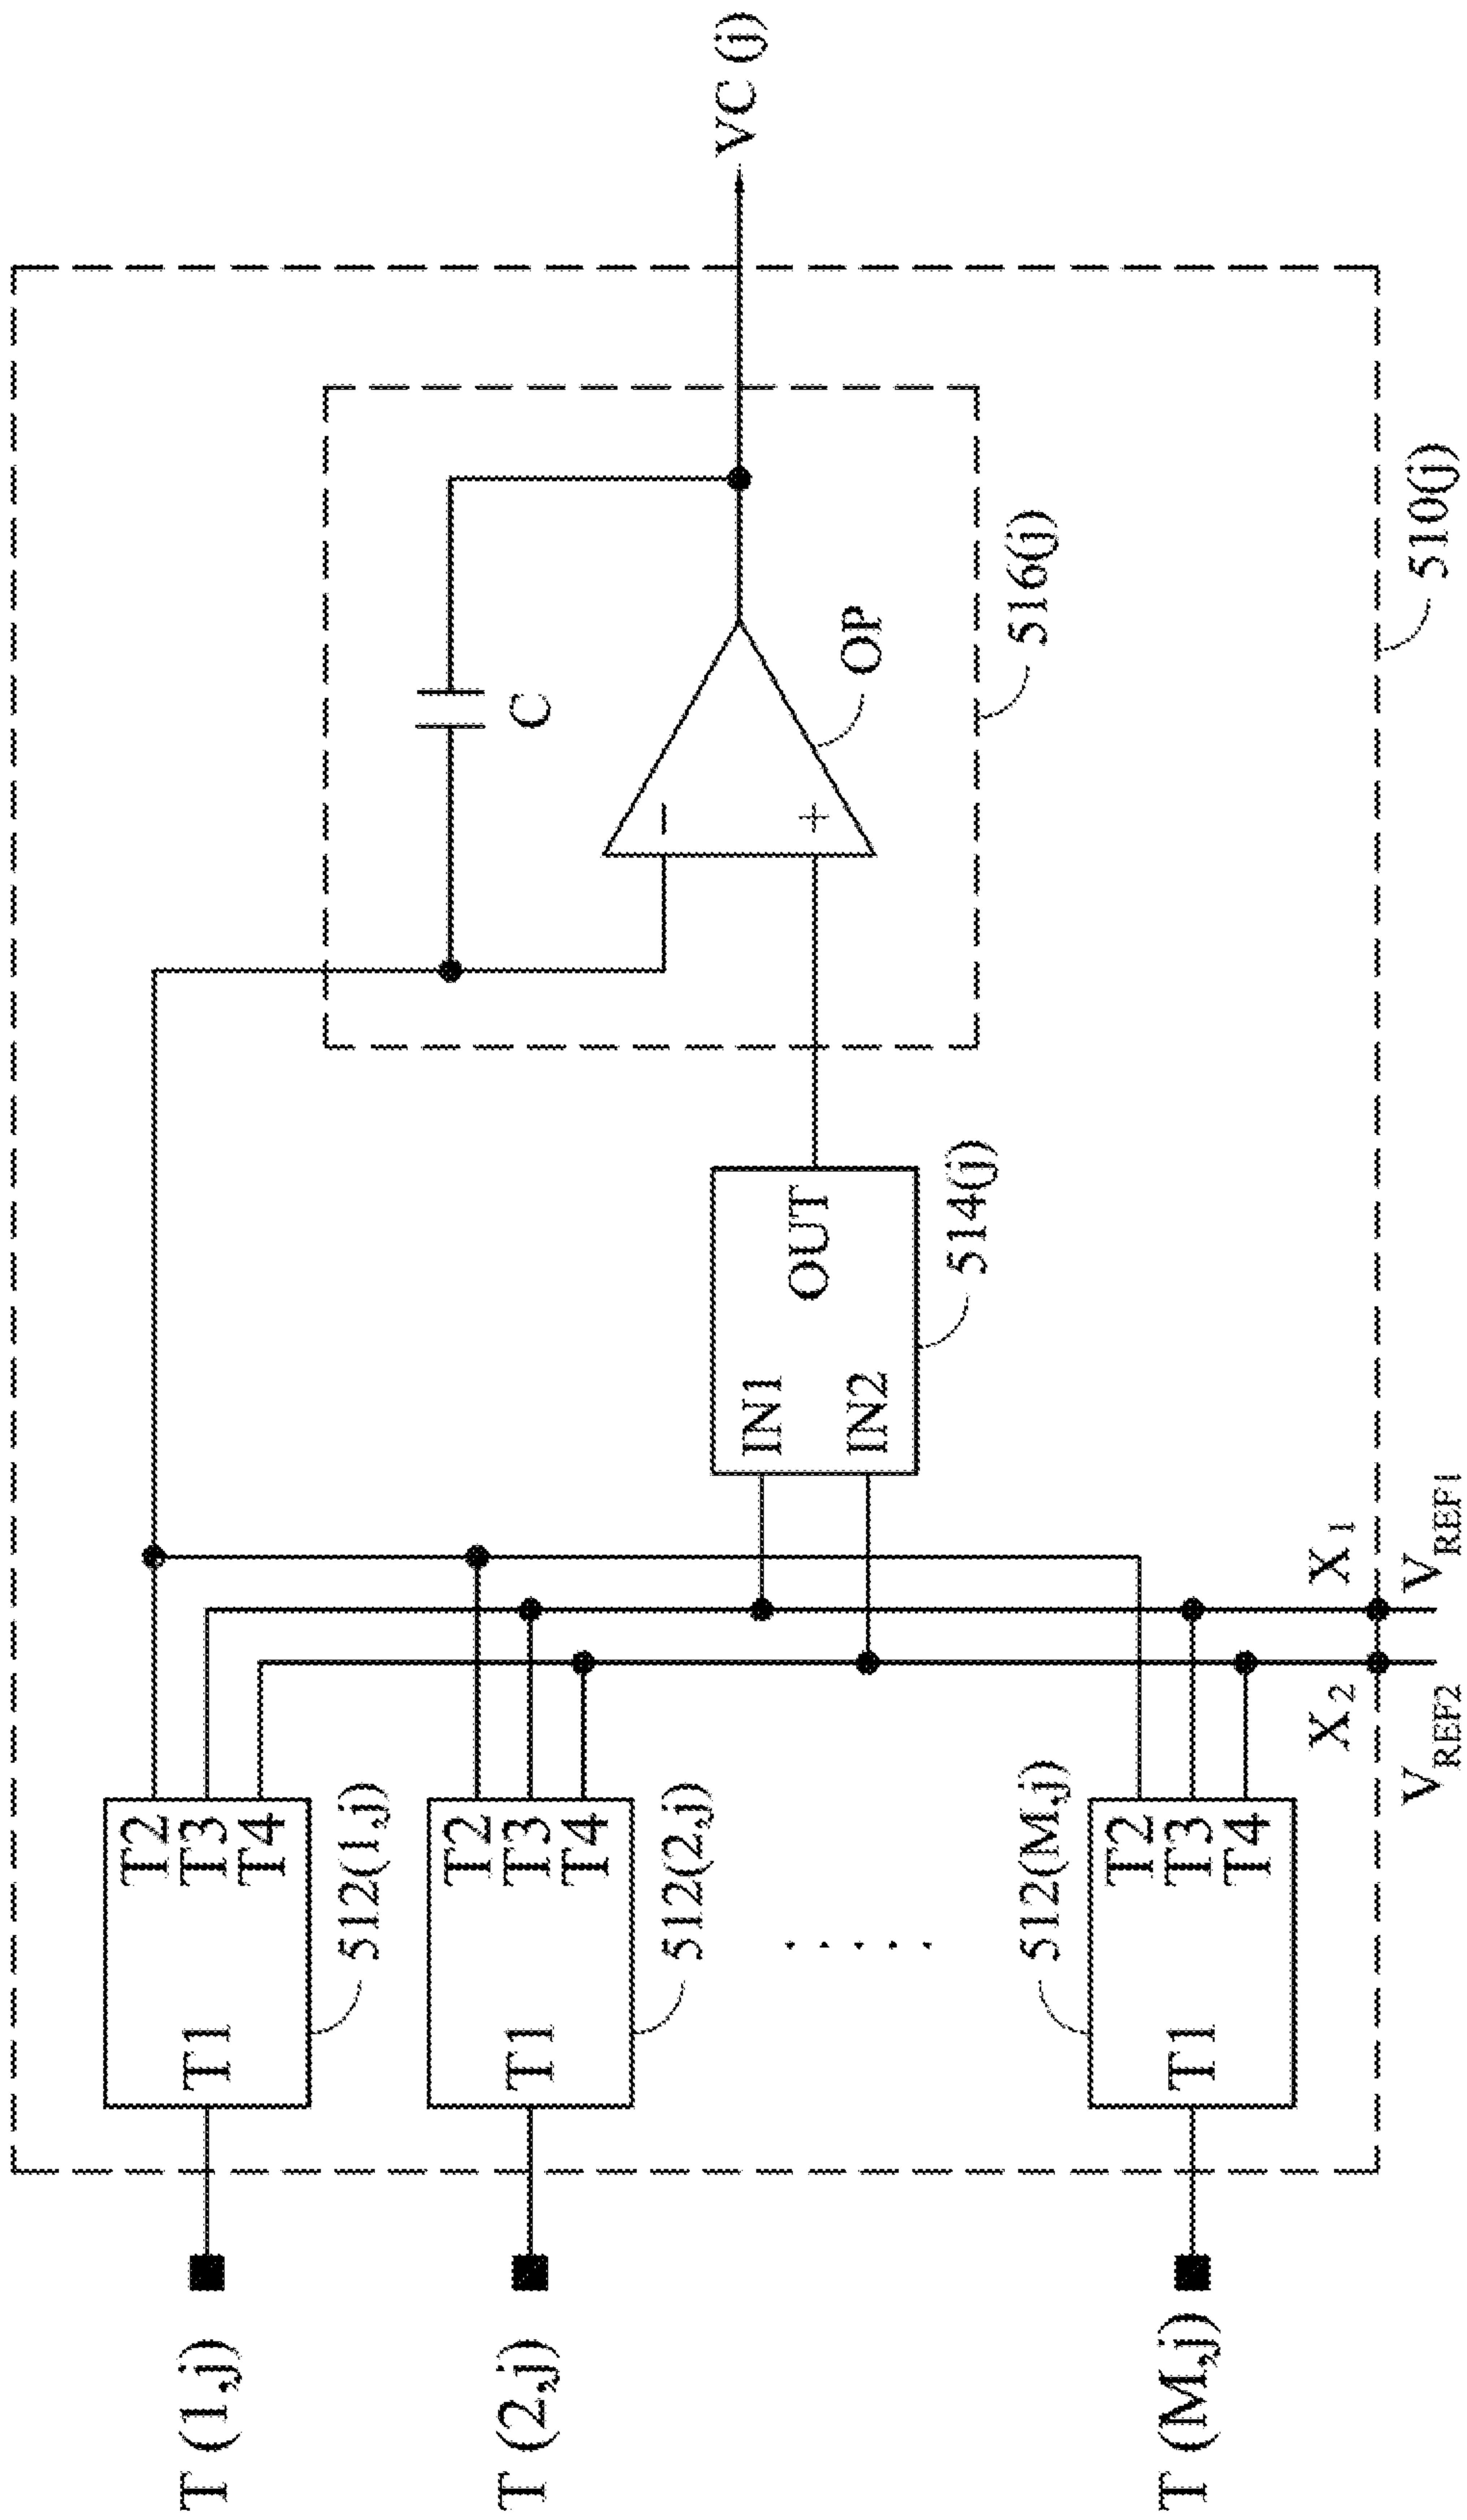 T (1,j)
T1
T2
T3
T4
512(1,j)
T (2,j)
T1
T2
T3
T4
512(2,j)
T (M,j)
T1
T2
T3
T4
512(M,j)
X2
VREF2
X1
VREF1
IN1
IN2
OUT
514(j)
C
−
+
OP
516(j)
510(j)
VC (j)